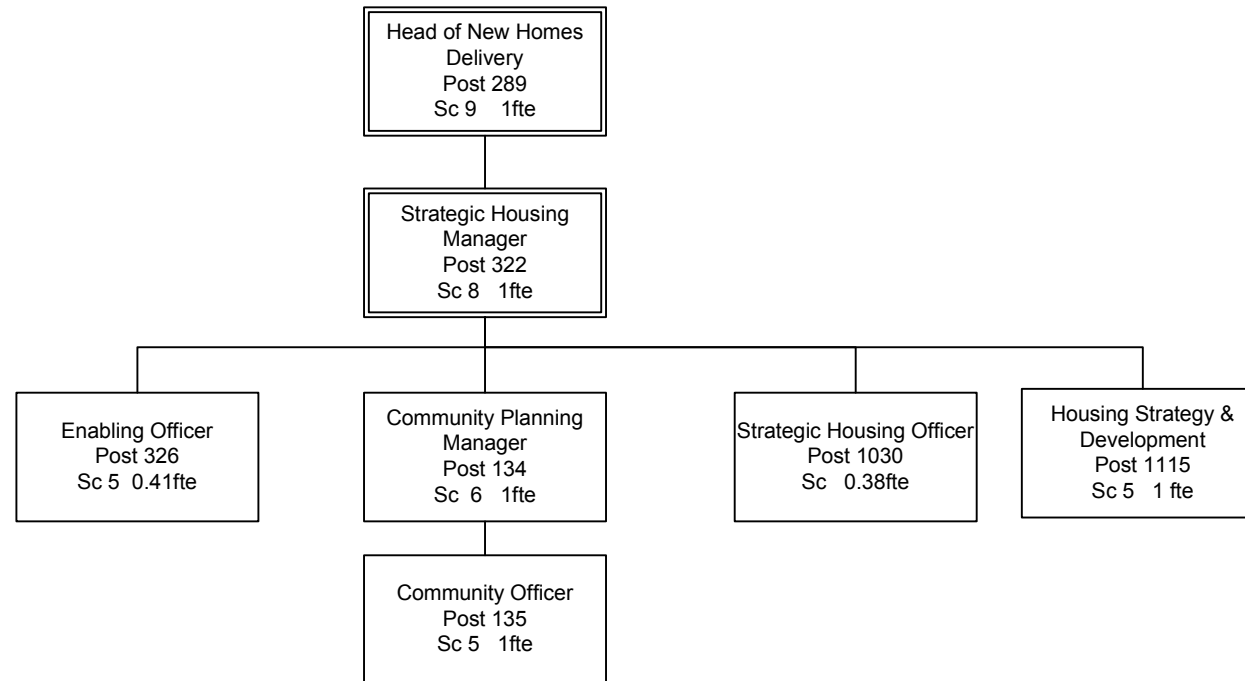 Head of New Homes
Delivery
Post 289
Sc 9 1fte
Strategic Housing
Manager
Post 322
Sc 8 1fte
Enabling Officer
Post 326
Sc 5 0.41fte
Community Planning
Manager
Post 134
Sc 6 1fte
Strategic Housing Officer
Post 1030
Sc 0.38fte
Housing Strategy &
Development
Post 1115
Sc 5 1 fte
Community Officer
Post 135
Sc 5 1fte